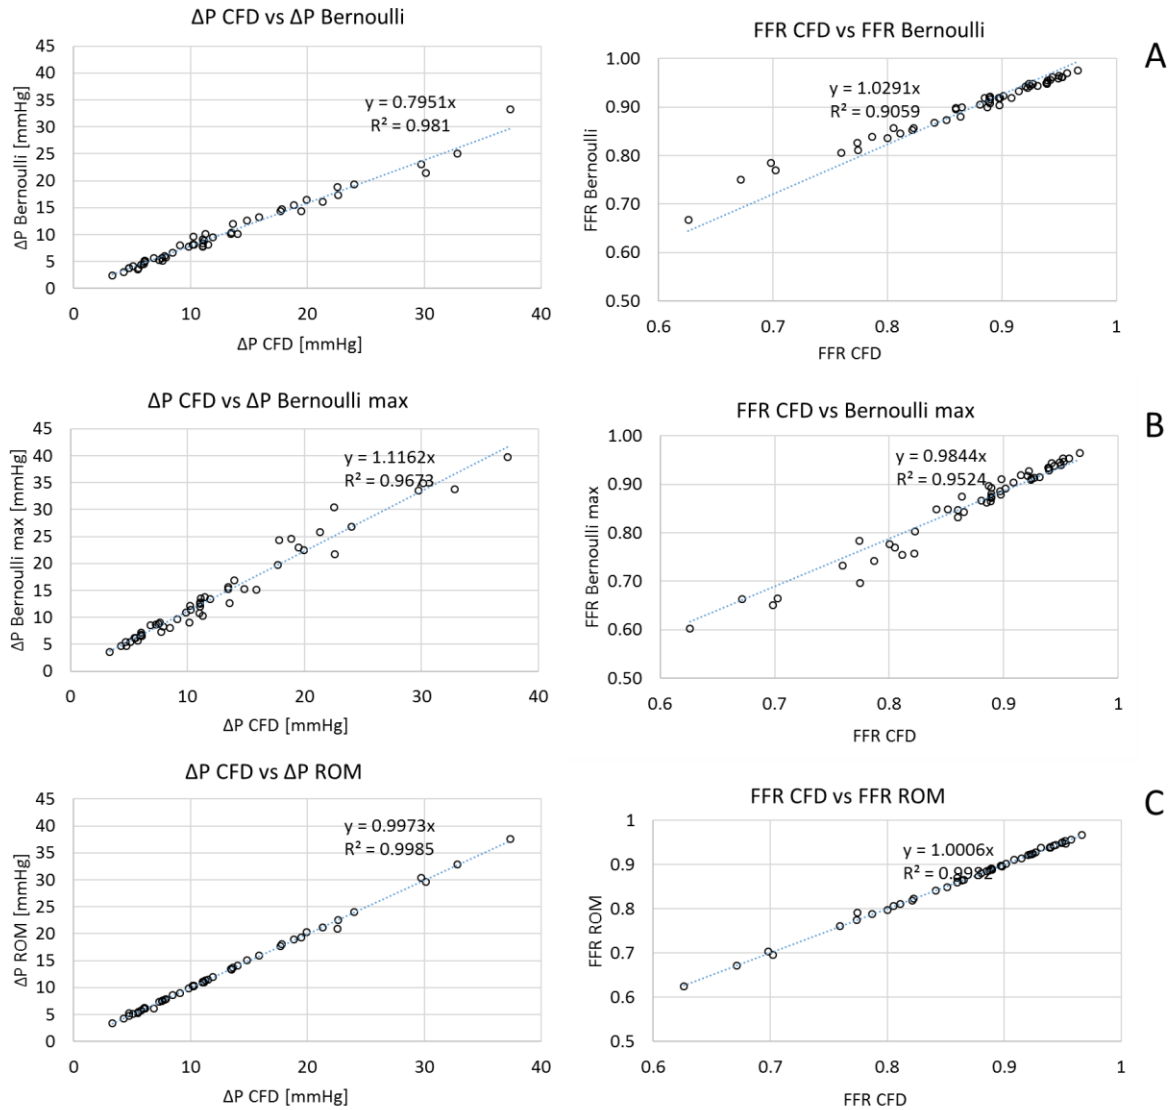 ΔP CFD vs ΔP Bernoulli
45
40
35
30
25
20
15
10
5
0
ΔP Bernoulli [mmHg]
y = 0.7951x
R² = 0.981
0
10
20
30
40
ΔP CFD [mmHg]
FFR CFD vs FFR Bernoulli
A
1.00
0.90
0.80
0.70
0.60
0.50
FFR Bernoulli
y = 1.0291x
R² = 0.9059
0.6
0.7
0.8
0.9
1
FFR CFD
ΔP CFD vs ΔP Bernoulli max
45
40
35
30
25
20
15
10
5
0
ΔP Bernoulli max [mmHg]
y = 1.1162x
R² = 0.9673
0
10
20
30
40
ΔP CFD [mmHg]
FFR CFD vs Bernoulli max
B
1.00
0.90
0.80
0.70
0.60
0.50
FFR Bernoulli max
y = 0.9844x
R² = 0.9524
0.6
0.7
0.8
0.9
1
FFR CFD
ΔP CFD vs ΔP ROM
45
40
35
30
25
20
15
10
5
0
ΔP ROM [mmHg]
y = 0.9973x
R² = 0.9985
0
10
20
30
40
ΔP CFD [mmHg]
FFR CFD vs FFR ROM
C
1
0.9
0.8
0.7
0.6
0.5
FFR ROM
y = 1.0006x
R² = 0.9982
0.6
0.7
0.8
0.9
1
FFR CFD